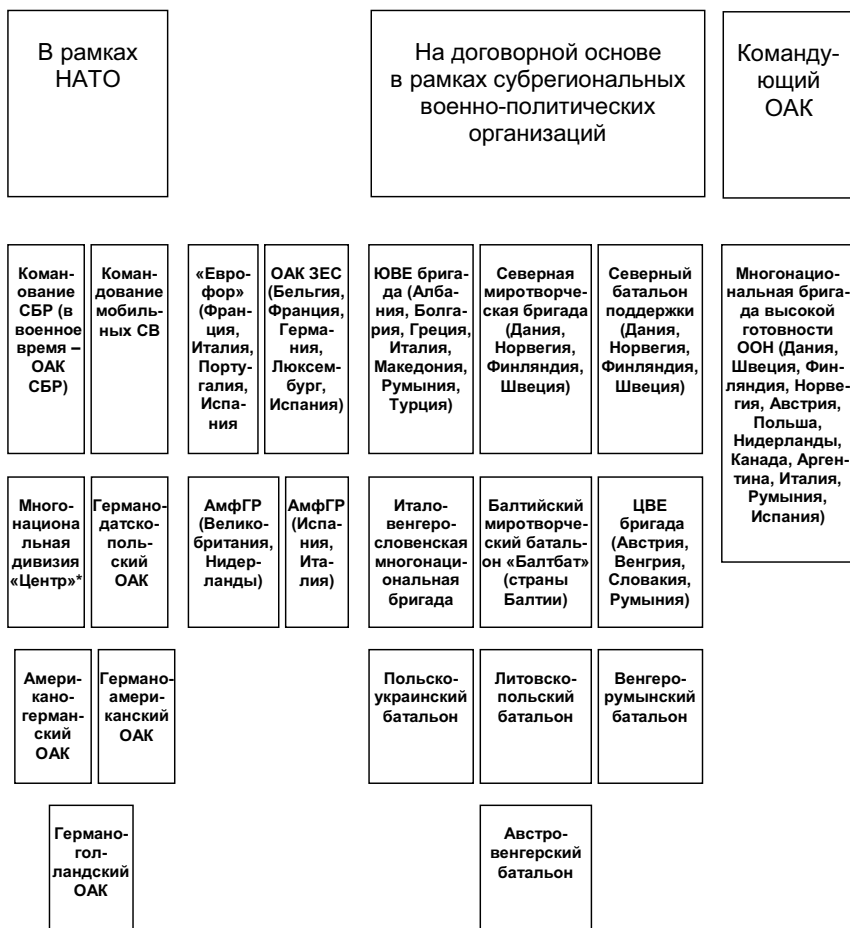 В рамках
НАТО
На договорной основе
в рамках субрегиональных
военно-политических
организаций
Команду-
ющий
ОАК
Коман-
ование
СБР (в
военное
время –
ОАК
СБР)
Коман-
дование
мобиль-
ных СВ
«Евро-
фор»
(Фран-
ция,
Италия,
Порту-
галия,
Испа-
ния
ОАК ЗЕС
(Бельгия,
Франция,
Герма-
ния,
Люксем-
бург,
Испания)
ЮВЕ брига-
да (Алба-
ния, Болга-
рия, Греция,
Италия,
Македония,
Румыния,
Турция)
Северная
миротворче-
ская бригада
(Дания,
Норвегия,
Финляндия,
Швеция)
Северный
батальон
поддержки
(Дания,
Норвегия,
Финляндия,
Швеция)
Многонацио-
нальная брига-
да высокой
готовности
ООН (Дания,
Швеция, Фин-
ляндия, Норве-
гия, Австрия,
Польша,
Нидерланды,
Канада, Арген-
тина, Италия,
Румыния,
Испания)
Много-
национа
льная
дивизия
«Центр»*
Германо-
датско-
поль-
ский
ОАК
АмфГР
(Велико-
британия,
Нидер-
ланды)
АмфГР
(Испа-
ния,
Ита-
лия)
Итало-
венгеро-
словенская
многонаци-
ональная
бригада
Балтийский
миротворче-
ский баталь-
он «Балтбат»
(страны
Балтии)
ЦВЕ
бригада
(Австрия,
Венгрия,
Словакия,
Румыния)
Амери-
кано-
герман-
ский
ОАК
Германо-
амери-
канский
ОАК
Польско-
украинский
батальон
Литовско-
польский
батальон
Венгеро-
румынский
батальон
Германо-
гол-
ландский
ОАК
Австро-
венгерский
батальон